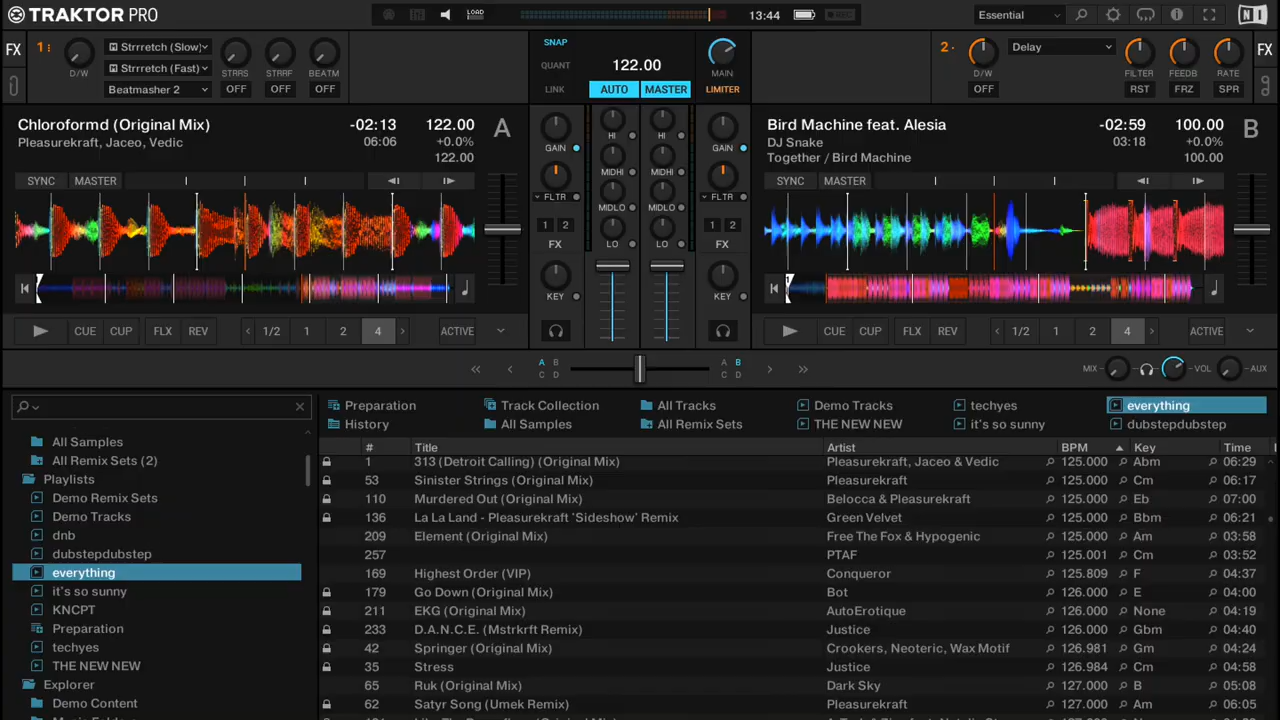 TRAKTOR PRO
LOAD
13:44
Essential
FX
1
D/W
Strrretch (Slow)
Strrretch (Fast)
Beatmasher 2
STRRS
STRRF
BEATM
OFF OFF OFF
SNAP
QUANT
LINK
122.00
AUTO MASTER
MAIN
LIMITER
2
D/W
OFF
Delay
FILTER FEEDB RATE
RST FRZ SPR
FX
Chloroformd (Original Mix)
-02:13 122.00
A
Pleasurekraft, Jaceo, Vedic
06:06 +0.0%
122.00
SYNC MASTER
CUE CUP FLX REV 1/2 1 2 4 ACTIVE
GAIN
FLTR
1 2
FX
KEY
HI HI
MIDHI MIDHI
MIDLO MIDLO
LO LO
GAIN
FLTR
1 2
FX
KEY
Bird Machine feat. Alesia
-02:59 100.00
B
DJ Snake
03:18 +0.0%
Together / Bird Machine
100.00
SYNC MASTER
CUE CUP FLX REV 1/2 1 2 4 ACTIVE
A B
C D
A B
C D
MIX VOL AUX
All Samples
All Remix Sets (2)
Playlists
Demo Remix Sets
Demo Tracks
dnb
dubstepdubstep
everything
it's so sunny
KNCPT
Preparation
techyes
THE NEW NEW
Explorer
Demo Content
Preparation Track Collection All Tracks Demo Tracks techyes everything
History All Samples All Remix Sets THE NEW NEW it's so sunny dubstepdubstep
# Title Artist BPM Key Time
1 313 (Detroit Calling) (Original Mix) Pleasurekraft, Jaceo & Vedic 125.000 Abm 06:29
53 Sinister Strings (Original Mix) Pleasurekraft 125.000 Cm 06:17
110 Murdered Out (Original Mix) Belocca & Pleasurekraft 125.000 Eb 07:00
136 La La Land - Pleasurekraft 'Sideshow' Remix Green Velvet 125.000 Bbm 06:21
209 Element (Original Mix) Free The Fox & Hypogenic 125.000 Am 03:58
257 PTAF 125.001 Cm 03:52
169 Highest Order (VIP) Conqueror 125.809 F 04:37
179 Go Down (Original Mix) Bot 126.000 E 04:00
211 EKG (Original Mix) AutoErotique 126.000 None 04:19
233 D.A.N.C.E. (Mstrkrft Remix) Justice 126.000 Gbm 04:40
42 Springer (Original Mix) Crookers, Neoteric, Wax Motif 126.981 Gm 04:24
35 Stress Justice 126.984 Cm 04:58
65 Ruk (Original Mix) Dark Sky 127.000 B 05:08
62 Satyr Song (Umek Remix) Pleasurekraft 127.000 Am 06:05